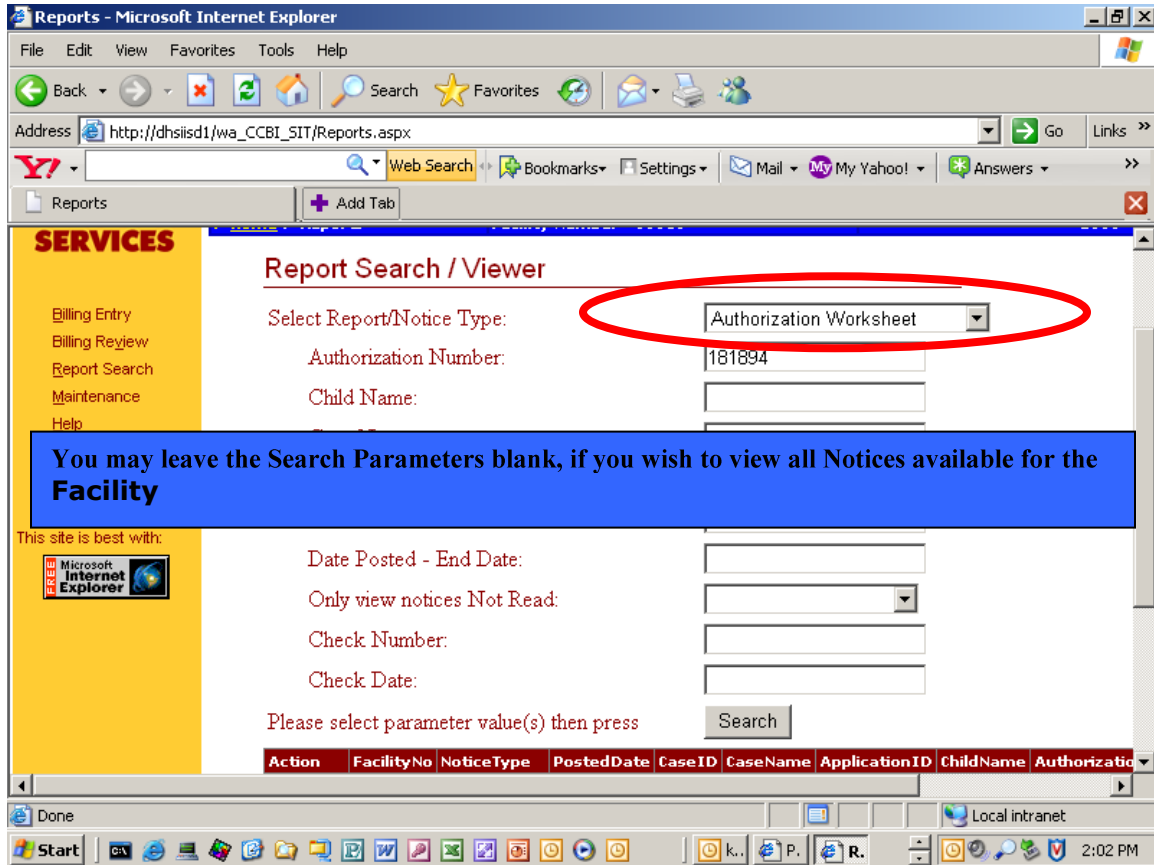 Reports - Microsoft Internet Explorer
File Edit View Favorites Tools Help
Back Search Favorites
Address http://dhsiisd1/wa_CCBI_SIT/Reports.aspx Go Links »
Y! Web Search Bookmarks Settings Mail My My Yahoo! Answers »
Reports Add Tab
SERVICES
Report Search / Viewer
Billing Entry
Billing Review
Report Search
Maintenance
Help
Select Report/Notice Type: Authorization Worksheet
Authorization Number: 181894
Child Name:
You may leave the Search Parameters blank, if you wish to view all Notices available for the
Facility
This site is best with:
FREE Microsoft Internet Explorer
Date Posted - End Date:
Only view notices Not Read:
Check Number:
Check Date:
Please select parameter value(s) then press Search
Action FacilityNo NoticeType PostedDate CaseID CaseName ApplicationID ChildName Authorizatio
Done Local intranet
Start k.. P. R. 2:02 PM